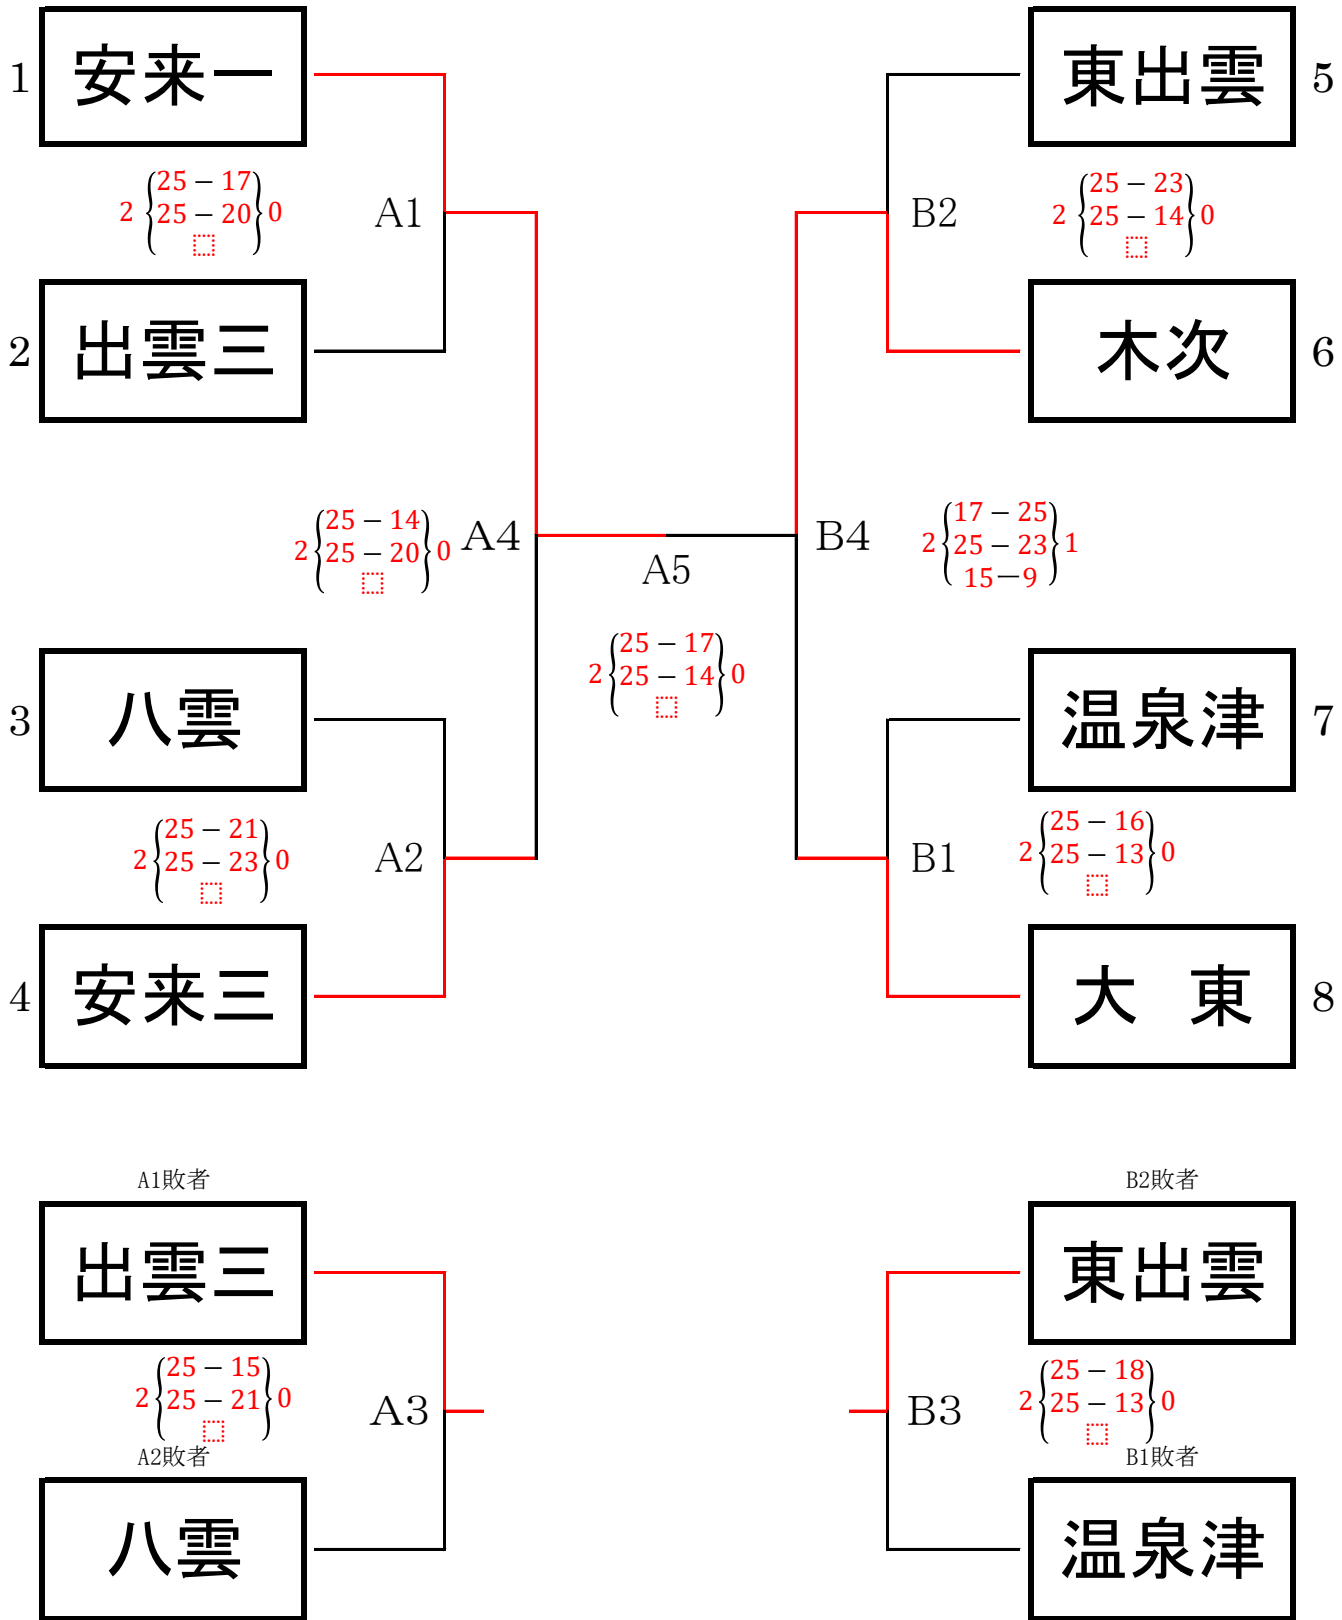 1 安来一
東出雲 5
2 { 25 − 17 } 0
25 − 20
A1
B2
2 { 25 − 23 } 0
25 − 14
2 出雲三
木次 6
2 { 25 − 14 } 0
25 − 20
A4
A5
B4
2 { 17 − 25 } 1
25 − 23
15−9
2 { 25 − 17 } 0
25 − 14
3 八雲
温泉津 7
2 { 25 − 21 } 0
25 − 23
A2
B1
2 { 25 − 16 } 0
25 − 13
4 安来三
大 東 8
A1敗者
B2敗者
出雲三
東出雲
2 { 25 − 15 } 0
25 − 21
A3
B3
2 { 25 − 18 } 0
25 − 13
A2敗者
B1敗者
八雲
温泉津